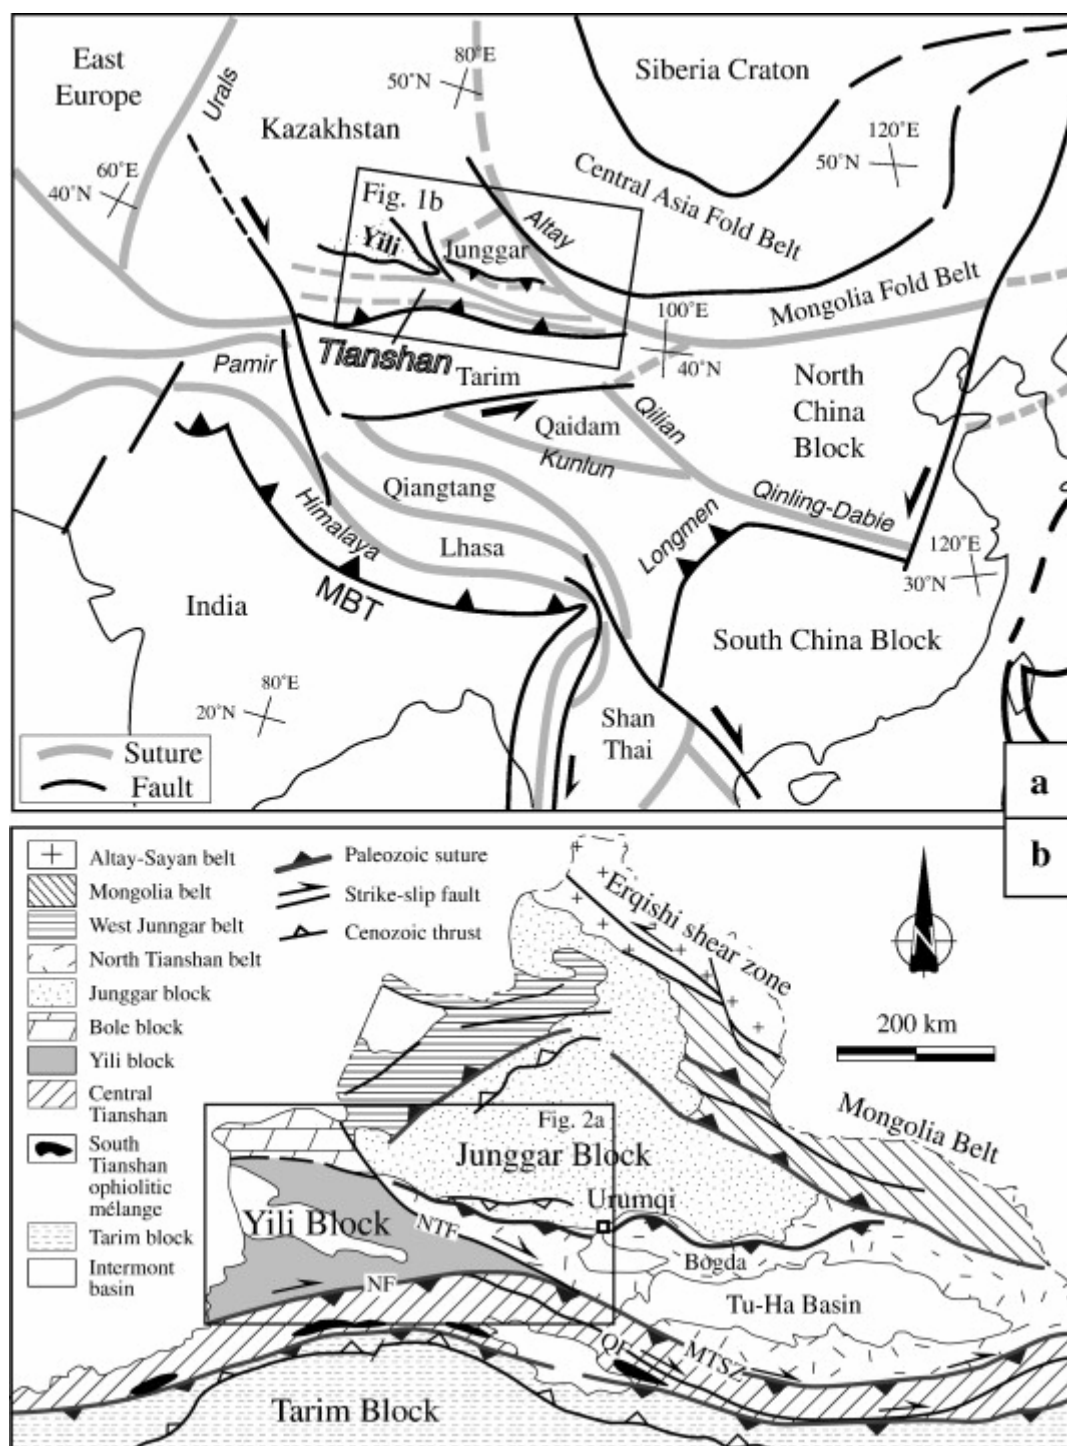 East
Europe
Urals
80°E
50°N
Siberia Craton
Kazakhstan
120°E
50°N
60°E
40°N
Central Asia Fold Belt
Fig. 1b
Altay
Yili
Junggar
Mongolia Fold Belt
100°E
40°N
Tianshan
Pamir
Tarim
North
China
Block
Qaidam
Qilian
Kunlun
Qiangtang
Qinling-Dabie
Himalaya
Longmen
Lhasa
120°E
30°N
MBT
India
South China Block
80°E
20°N
Shan
Thai
Suture
Fault
a
b
Altay-Sayan belt
Mongolia belt
West Junngar belt
North Tianshan belt
Junggar block
Bole block
Yili block
Central
Tianshan
South
Tianshan
ophiolitic
mélange
Tarim block
Intermont
basin
Paleozoic suture
Strike-slip fault
Cenozoic thrust
Erqishi shear zone
N
200 km
Mongolia Belt
Fig. 2a
Junggar Block
Urumqi
Yili Block
NTF
Bogda
NF
Tu-Ha Basin
QF
MTSZ
Tarim Block